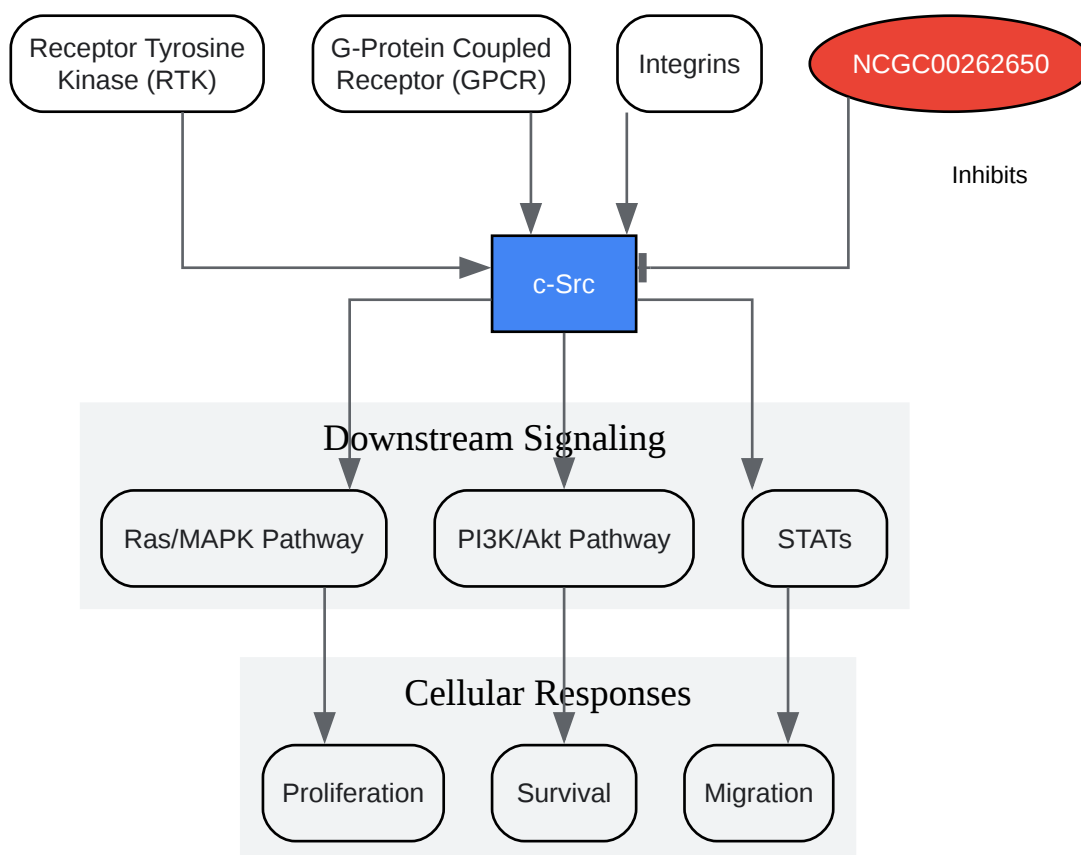 Receptor Tyrosine
Kinase (RTK)
G-Protein Coupled
Receptor (GPCR)
Integrins
NCGC00262650
Inhibits
c-Src
Downstream Signaling
Ras/MAPK Pathway
PI3K/Akt Pathway
STATs
Cellular Responses
Proliferation
Survival
Migration